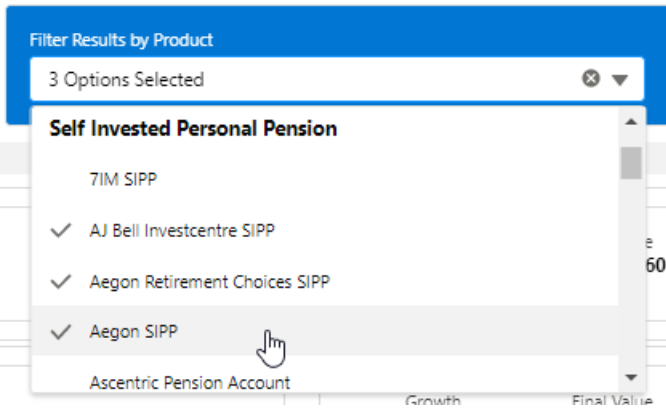 Filter Results by Product
3 Options Selected
Self Invested Personal Pension
7IM SIPP
AJ Bell Investcentre SIPP
Aegon Retirement Choices SIPP
Aegon SIPP
Ascentric Pension Account
60
Growth
Final Value